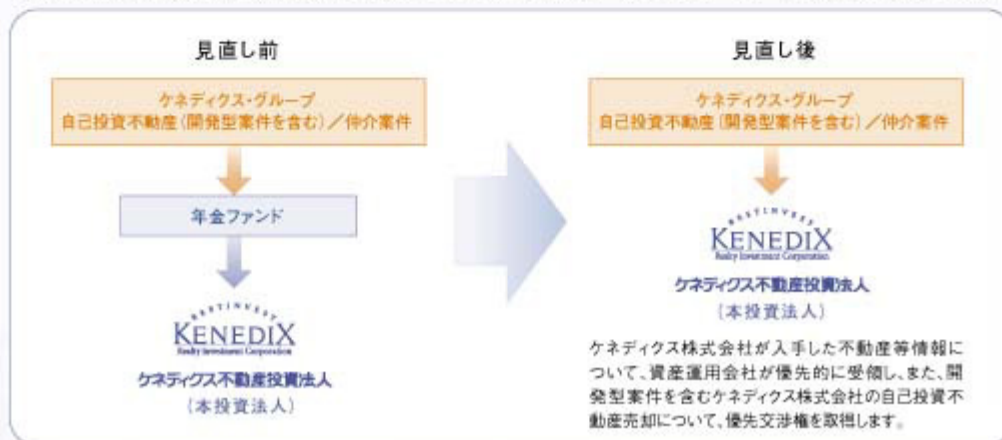 見直し前
ケネディクス・グループ
自己投資不動産（開発型案件を含む）／仲介案件
年金ファンド
BESTINVEST
KENEDIX
Realty Investment Corporation
ケネディクス不動産投資法人
（本投資法人）
見直し後
ケネディクス・グループ
自己投資不動産（開発型案件を含む）／仲介案件
BESTINVEST
KENEDIX
Realty Investment Corporation
ケネディクス不動産投資法人
（本投資法人）
ケネディクス株式会社が入手した不動産等情報に
ついて、資産運用会社が優先的に受領し、また、開
発型案件を含むケネディクス株式会社の自己投資不
動産売却について、優先交渉権を取得します。